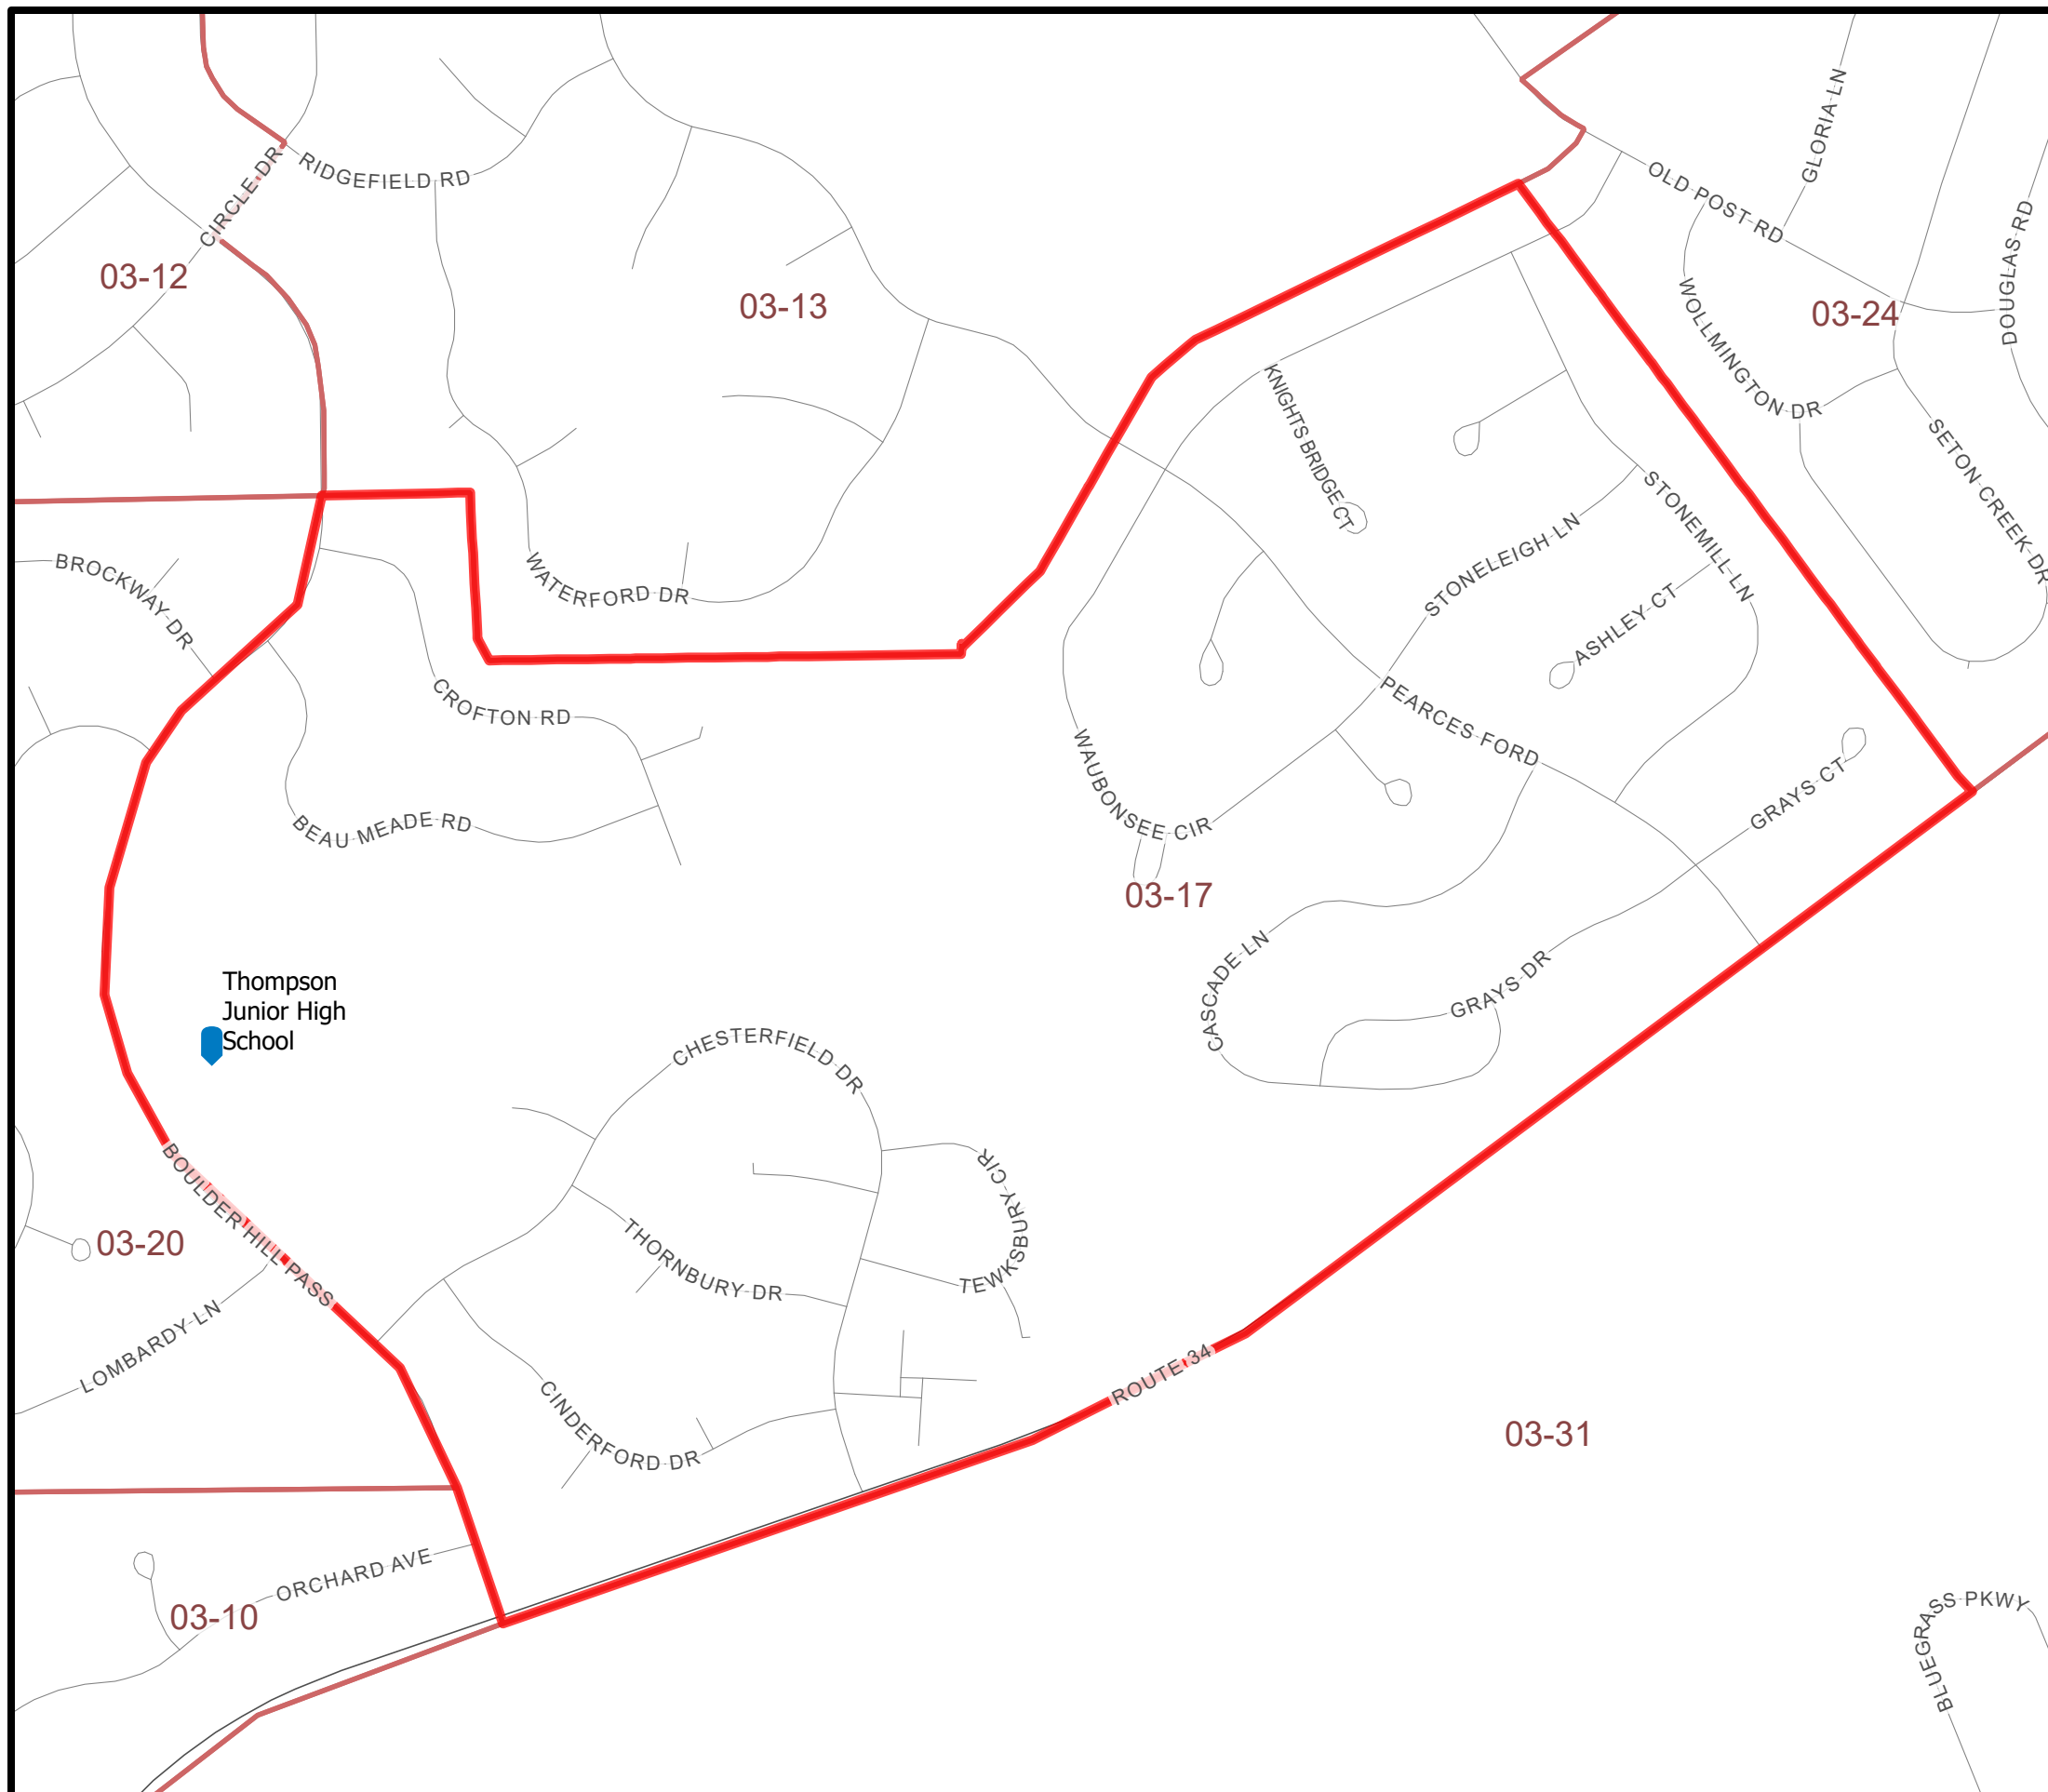 GLORIA LN
CIRCLE DR
RIDGEFIELD RD
OLD POST RD
DOUGLAS RD
03-12
03-13
03-24
WOLLMINGTON DR
KNIGHTS BRIDGE CT
SETON CREEK DR
STONEMILL LN
STONELEIGH LN
BROCKWAY DR
WATERFORD DR
ASHLEY CT
CROFTON RD
PEARCES FORD
WAUBONSEE CIR
GRAYS CT
BEAU MEADE RD
03-17
CASCADE LN
GRAYS DR
Thompson
Junior High
School
CHESTERFIELD DR
TEWKSBURY CIR
BOULDER HILL PASS
03-20
THORNBURY DR
LOMBARDY LN
ROUTE 34
CINDERFORD DR
03-31
ORCHARD AVE
03-10
BLUEGRASS PKWY